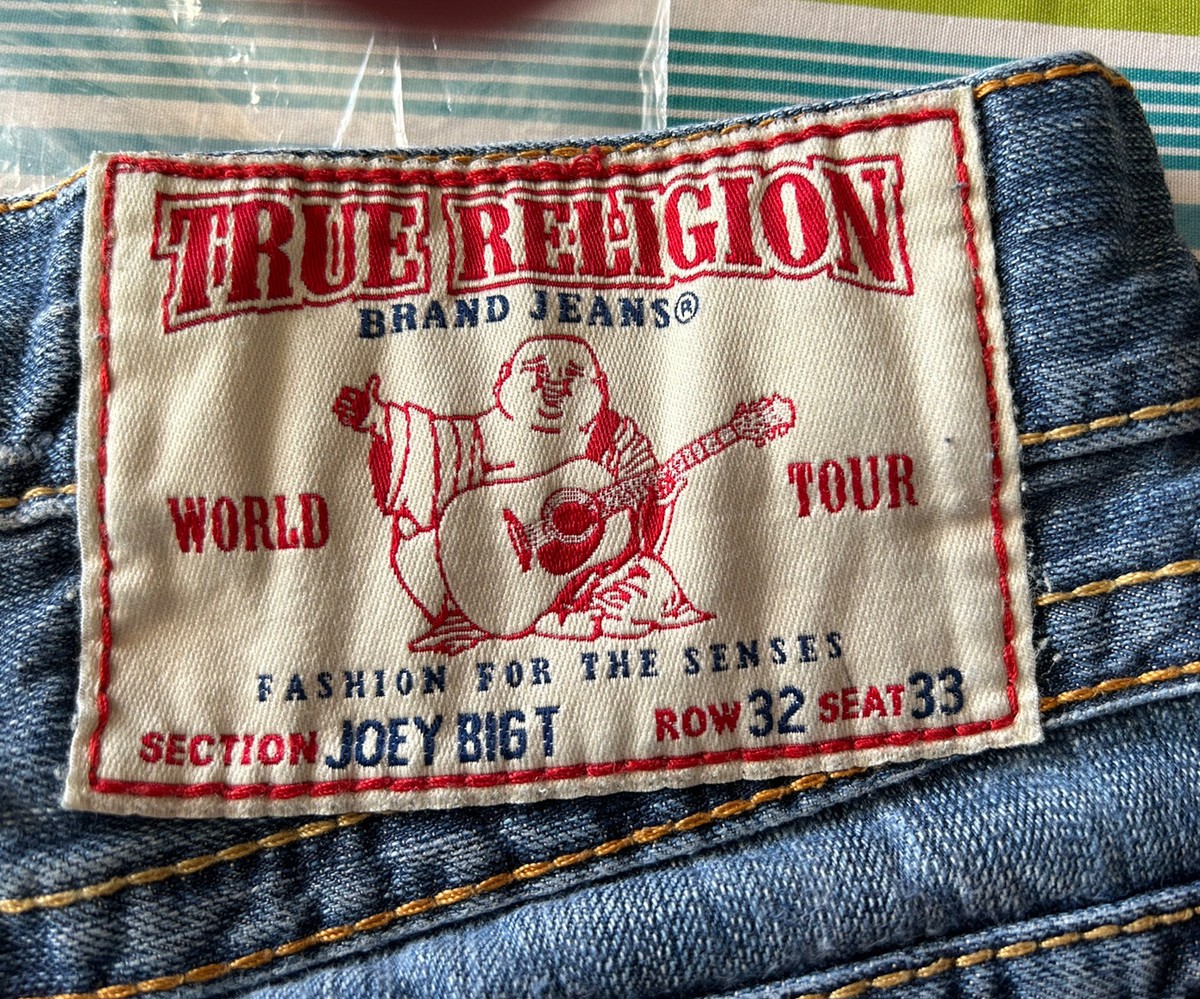 TRUE RELIGION
BRAND JEANS®
WORLD TOUR
FASHION FOR THE SENSES
SECTION JOEY BIG T ROW 32 SEAT 33